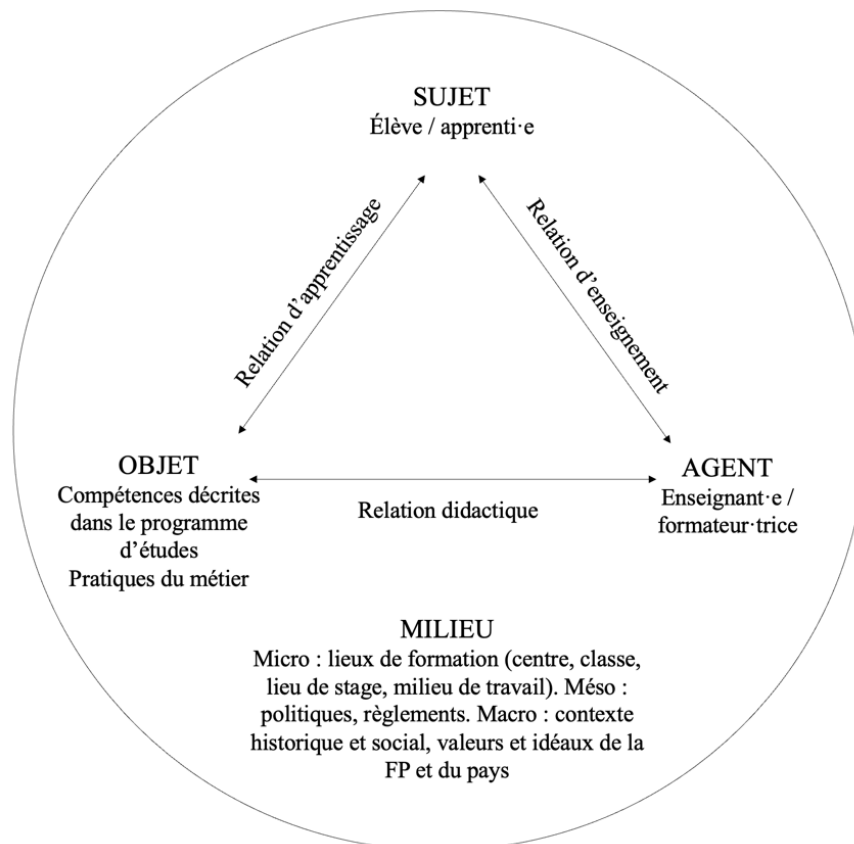 SUJET
Élève / apprenti·e
Relation d’apprentissage
Relation d’enseignement
OBJET
Compétences décrites
dans le programme
d’études
Pratiques du métier
Relation didactique
AGENT
Enseignant·e /
formateur·trice
MILIEU
Micro : lieux de formation (centre, classe,
lieu de stage, milieu de travail). Méso :
politiques, règlements. Macro : contexte
historique et social, valeurs et idéaux de la
FP et du pays